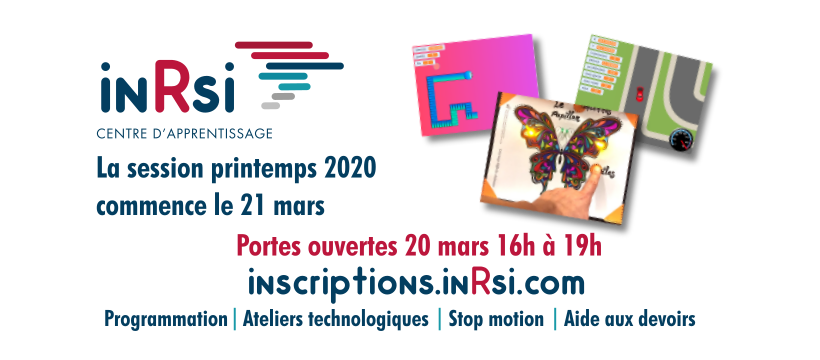 inRsi
CENTRE D'APPRENTISSAGE
La session printemps 2020
commence le 21 mars
Portes ouvertes 20 mars 16h à 19h
inscriptions.inRsi.com
Programmation | Ateliers technologiques | Stop motion | Aide aux devoirs